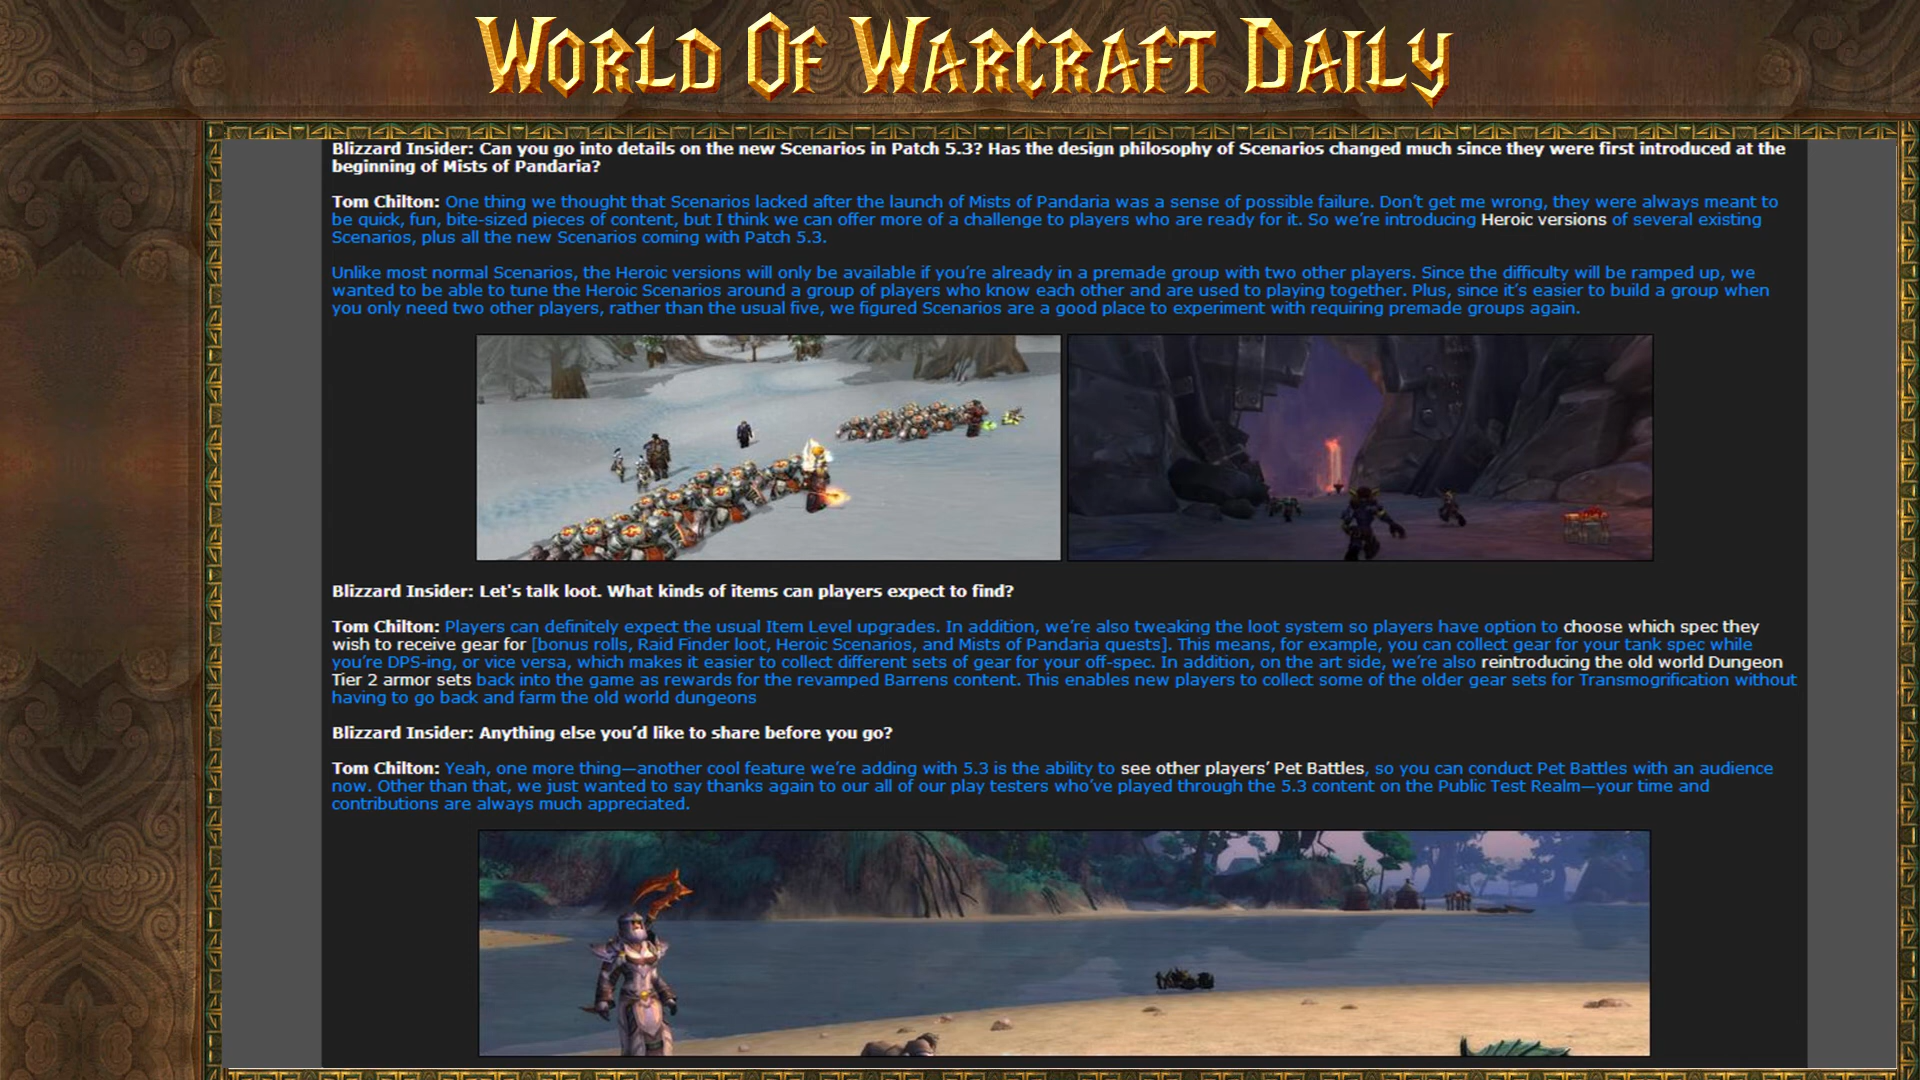 World Of Warcraft Daily
Blizzard Insider: Can you go into details on the new Scenarios in Patch 5.3? Has the design philosophy of Scenarios changed much since they were first introduced at the
beginning of Mists of Pandaria?
Tom Chilton: One thing we thought that Scenarios lacked after the launch of Mists of Pandaria was a sense of possible failure. Don’t get me wrong, they were always meant to
be quick, fun, bite-sized pieces of content, but I think we can offer more of a challenge to players who are ready for it. So we’re introducing Heroic versions of several existing
Scenarios, plus all the new Scenarios coming with Patch 5.3.
Unlike most normal Scenarios, the Heroic versions will only be available if you’re already in a premade group with two other players. Since the difficulty will be ramped up, we
wanted to be able to tune the Heroic Scenarios around a group of players who know each other and are used to playing together. Plus, since it’s easier to build a group when
you only need two other players, rather than the usual five, we figured Scenarios are a good place to experiment with requiring premade groups again.
Blizzard Insider: Let's talk loot. What kinds of items can players expect to find?
Tom Chilton: Players can definitely expect the usual Item Level upgrades. In addition, we’re also tweaking the loot system so players have option to choose which spec they
wish to receive gear for [bonus rolls, Raid Finder loot, Heroic Scenarios, and Mists of Pandaria quests]. This means, for example, you can collect gear for your tank spec while
you’re DPS-ing, or vice versa, which makes it easier to collect different sets of gear for your off-spec. In addition, on the art side, we’re also reintroducing the old world Dungeon
Tier 2 armor sets back into the game as rewards for the revamped Barrens content. This enables new players to collect some of the older gear sets for Transmogrification without
having to go back and farm the old world dungeons
Blizzard Insider: Anything else you’d like to share before you go?
Tom Chilton: Yeah, one more thing—another cool feature we’re adding with 5.3 is the ability to see other players’ Pet Battles, so you can conduct Pet Battles with an audience
now. Other than that, we just wanted to say thanks again to our all of our play testers who’ve played through the 5.3 content on the Public Test Realm—your time and
contributions are always much appreciated.